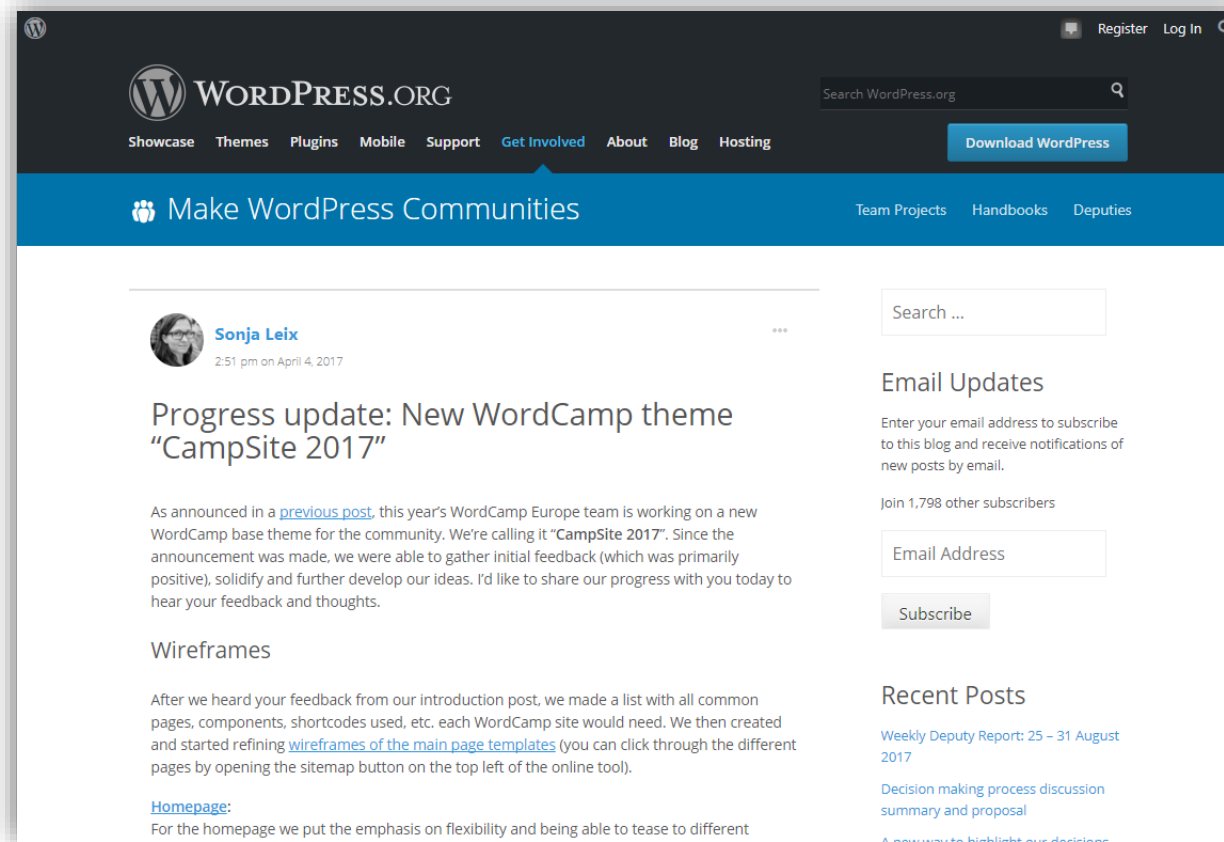 Register Log In
WORDPRESS.ORG
Search WordPress.org
Showcase Themes Plugins Mobile Support Get Involved About Blog Hosting
Download WordPress
Make WordPress Communities
Team Projects Handbooks Deputies
Sonja Leix
2:51 pm on April 4, 2017
Progress update: New WordCamp theme
“CampSite 2017”
As announced in a previous post, this year’s WordCamp Europe team is working on a new
WordCamp base theme for the community. We’re calling it “CampSite 2017”. Since the
announcement was made, we were able to gather initial feedback (which was primarily
positive), solidify and further develop our ideas. I’d like to share our progress with you today to
hear your feedback and thoughts.
Wireframes
After we heard your feedback from our introduction post, we made a list with all common
pages, components, shortcodes used, etc. each WordCamp site would need. We then created
and started refining wireframes of the main page templates (you can click through the different
pages by opening the sitemap button on the top left of the online tool).
Homepage:
For the homepage we put the emphasis on flexibility and being able to tease to different
Search ...
Email Updates
Enter your email address to subscribe
to this blog and receive notifications of
new posts by email.
Join 1,798 other subscribers
Email Address
Subscribe
Recent Posts
Weekly Deputy Report: 25 – 31 August
2017
Decision making process discussion
summary and proposal
A new way to highlight our decisions